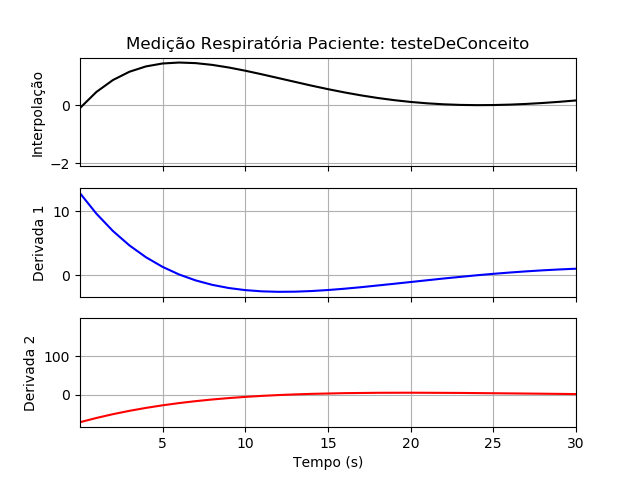 Medição Respiratória Paciente: testeDeConceito
Interpolação
0
−2
Derivada 1
10
0
Derivada 2
100
0
5 10 15 20 25 30
Tempo (s)